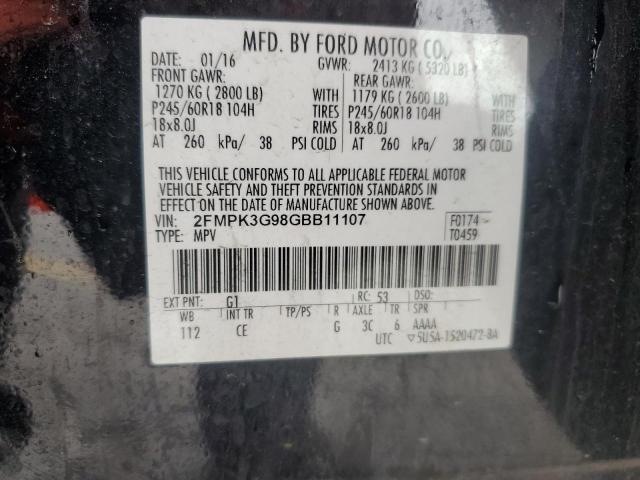 MFD. BY FORD MOTOR CO.
DATE: 01/16 GVWR: 2413 KG ( 5320 LB)
FRONT GAWR: REAR GAWR:
1270 KG ( 2800 LB) WITH 1179 KG ( 2600 LB) WITH
P245/60R18 104H TIRES P245/60R18 104H TIRES
18x8.0J RIMS 18x8.0J RIMS
AT 260 kPa/ 38 PSI COLD AT 260 kPa/ 38 PSI COLD
THIS VEHICLE CONFORMS TO ALL APPLICABLE FEDERAL MOTOR
VEHICLE SAFETY AND THEFT PREVENTION STANDARDS IN
EFFECT ON THE DATE OF MANUFACTURE SHOWN ABOVE.
VIN: 2FMPK3G98GBB11107 F0174
TYPE: MPV T0459
EXT PNT: G1 RC: 53 DSO:
WB INT TR TP/PS R AXLE TR SPR
112 CE G 3C 6 AAAA
UTC ▽5USA-1520472-BA